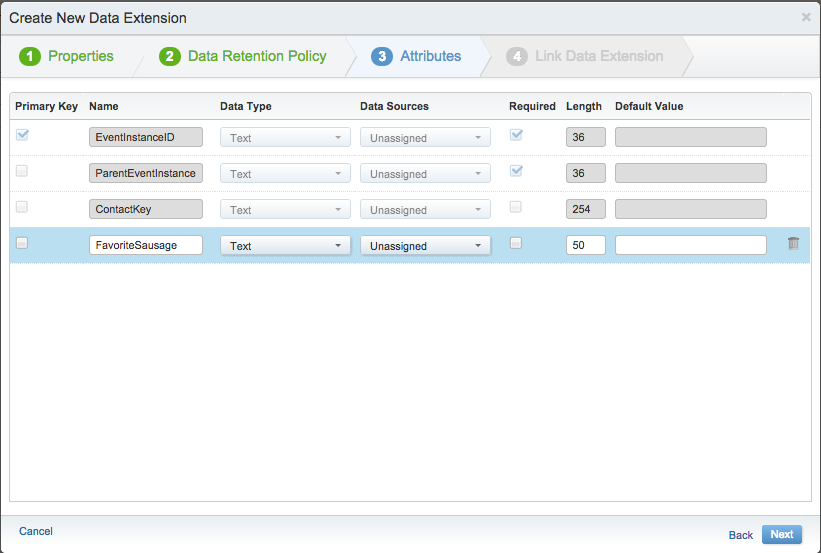 Create New Data Extension ×
1 Properties 2 Data Retention Policy 3 Attributes 4 Link Data Extension
Primary Key Name Data Type Data Sources Required Length Default Value
EventInstanceID Text Unassigned 36
ParentEventInstance Text Unassigned 36
ContactKey Text Unassigned 254
FavoriteSausage Text Unassigned 50
Cancel Back Next